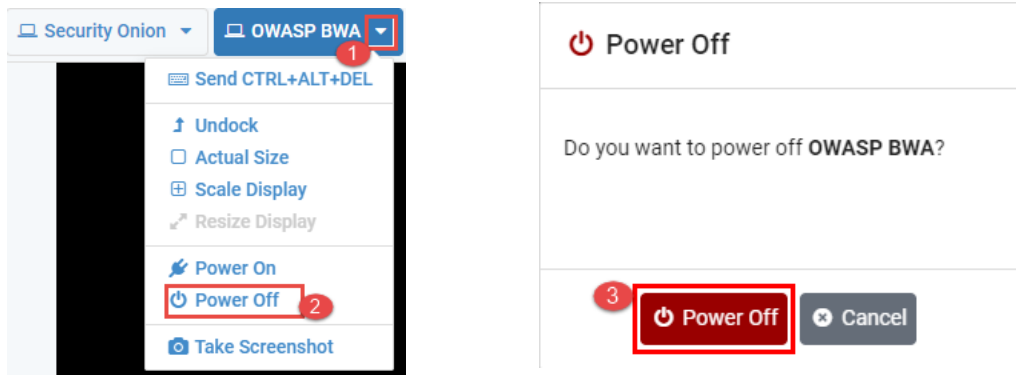 Security Onion
OWASP BWA
1
Send CTRL+ALT+DEL
Undock
Actual Size
Scale Display
Resize Display
Power On
Power Off
2
Take Screenshot
Power Off
Do you want to power off OWASP BWA?
3
Power Off
Cancel